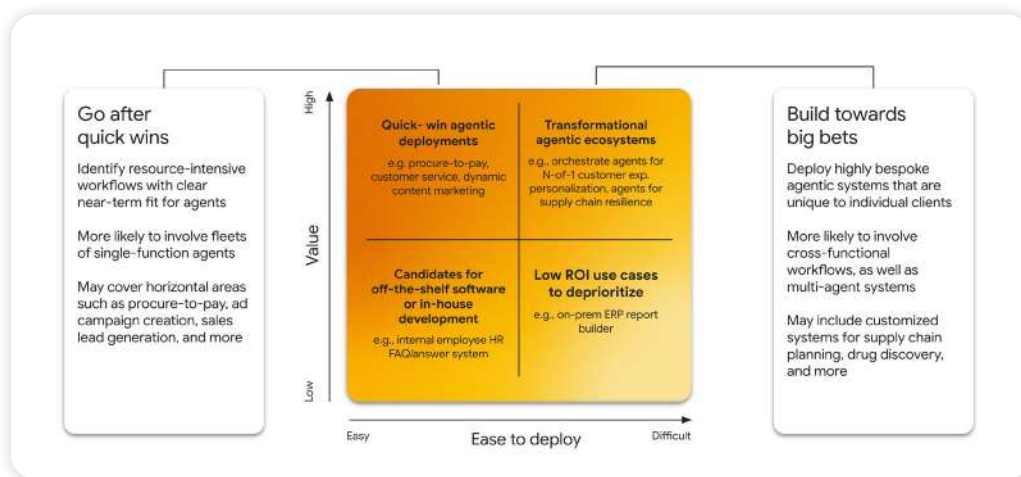 Go after
quick wins
Identify resource-intensive
workflows with clear
near-term fit for agents
More likely to involve fleets
of single-function agents
May cover horizontal areas
such as procure-to-pay, ad
campaign creation, sales
lead generation, and more
High
Value
Low
Quick- win agentic
deployments
e.g. procure-to-pay,
customer service, dynamic
content marketing
Transformational
agentic ecosystems
e.g., orchestrate agents for
N-of-1 customer exp.
personalization, agents for
supply chain resilience
Candidates for
off-the-shelf software
or in-house
development
e.g., internal employee HR
FAQ/answer system
Low ROI use cases
to deprioritize
e.g., on-prem ERP report
builder
Easy
Ease to deploy
Difficult
Build towards
big bets
Deploy highly bespoke
agentic systems that are
unique to individual clients
More likely to involve
cross-functional
workflows, as well as
multi-agent systems
May include customized
systems for supply chain
planning, drug discovery,
and more